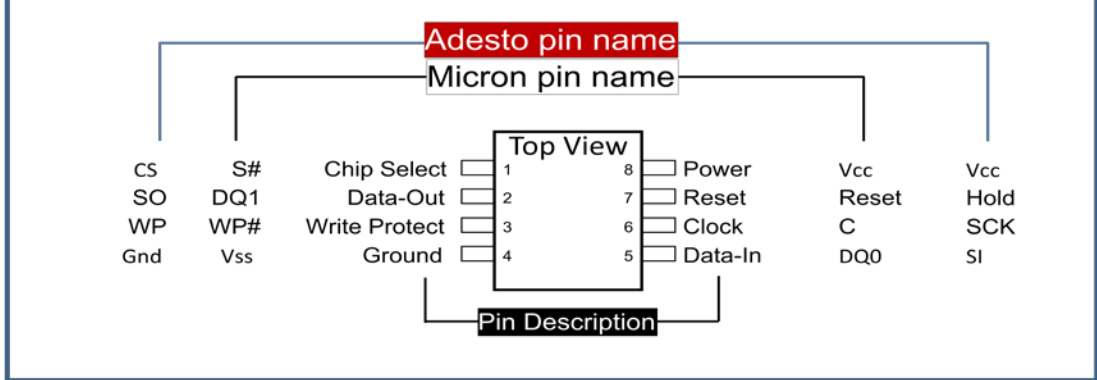 Adesto pin name
Micron pin name
Top View
CS S# Chip Select 1 8 Power Vcc Vcc
SO DQ1 Data-Out 2 7 Reset Reset Hold
WP WP# Write Protect 3 6 Clock C SCK
Gnd Vss Ground 4 5 Data-In DQ0 SI
Pin Description